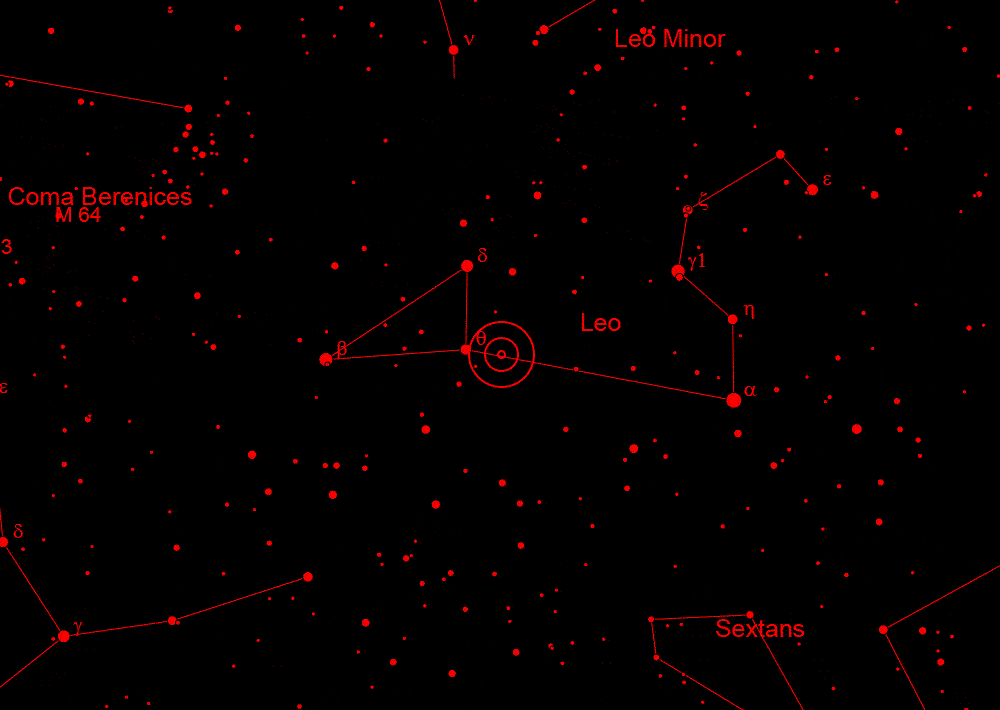 ν
Leo Minor
ε
Coma Berenices
M 64
ζ
3
δ
γ1
η
Leo
β
θ
ε
α
δ
γ
Sextans